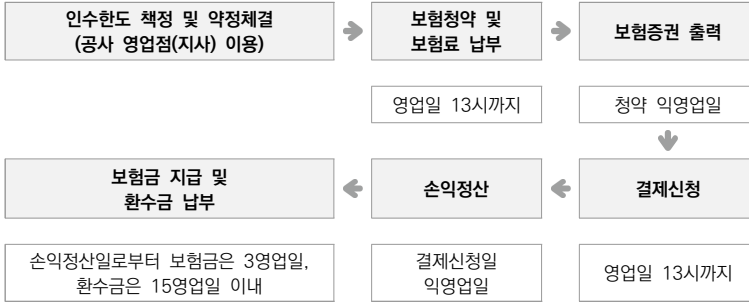 인수한도 책정 및 약정체결
(공사 영업점(지사) 이용)
보험청약 및
보험료 납부
보험증권 출력
영업일 13시까지
청약 익영업일
보험금 지급 및
환수금 납부
손익정산
결제신청
손익정산일로부터 보험금은 3영업일,
환수금은 15영업일 이내
결제신청일
익영업일
영업일 13시까지